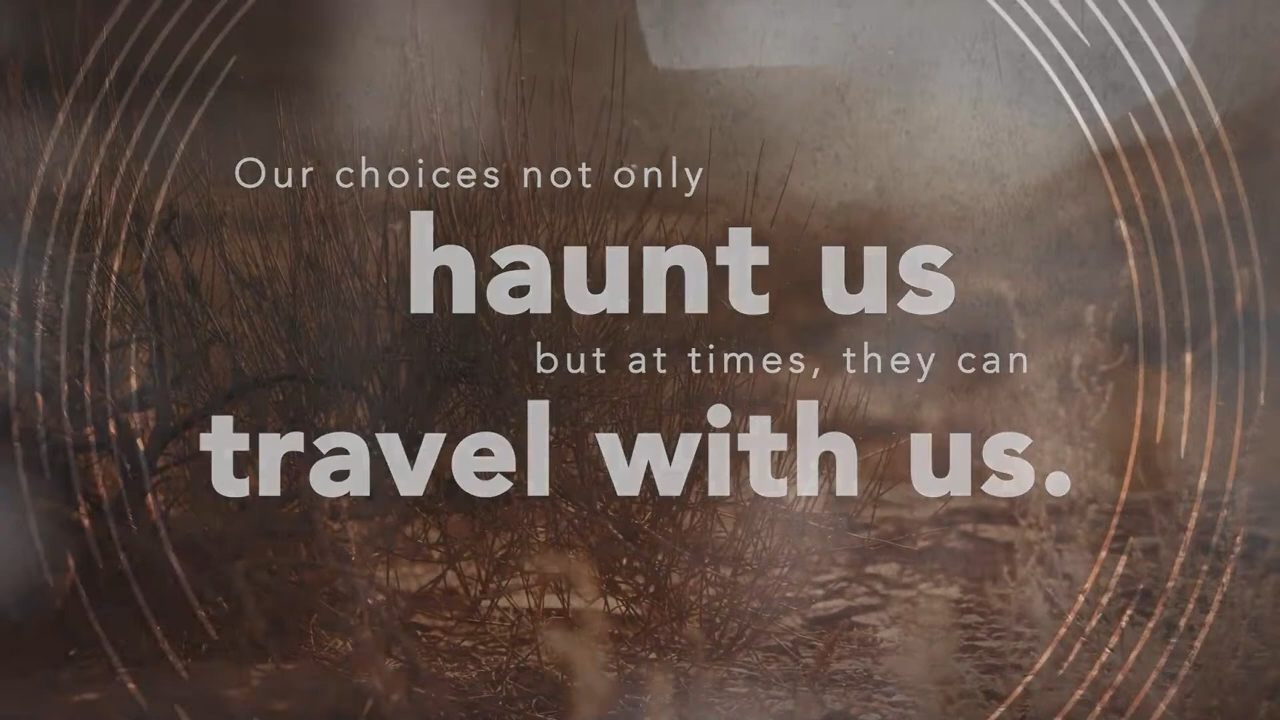 Our choices not only
haunt us
but at times, they can
travel with us.